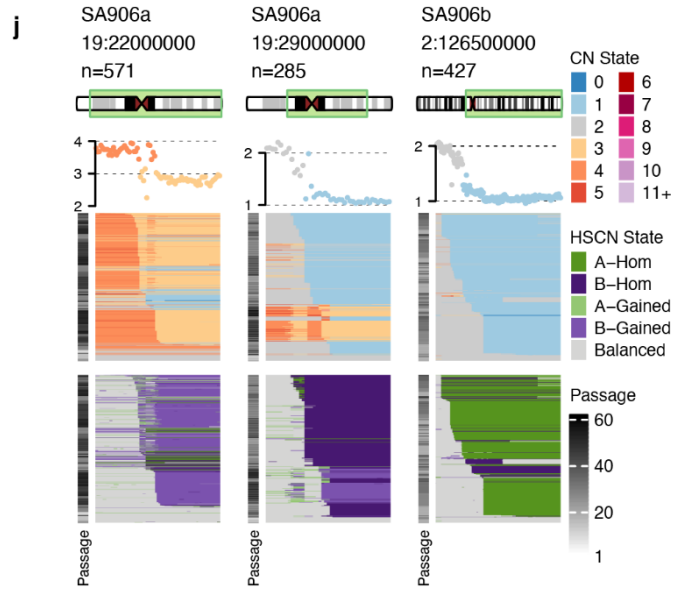 j
SA906a
19:22000000
n=571
SA906a
19:29000000
n=285
SA906b
2:126500000
n=427
4
3
2
2
1
2
1
CN State
0 6
1 7
2 8
3 9
4 10
5 11+
HSCN State
A−Hom
B−Hom
A−Gained
B−Gained
Balanced
Passage
60
40
20
1
Passage
Passage
Passage